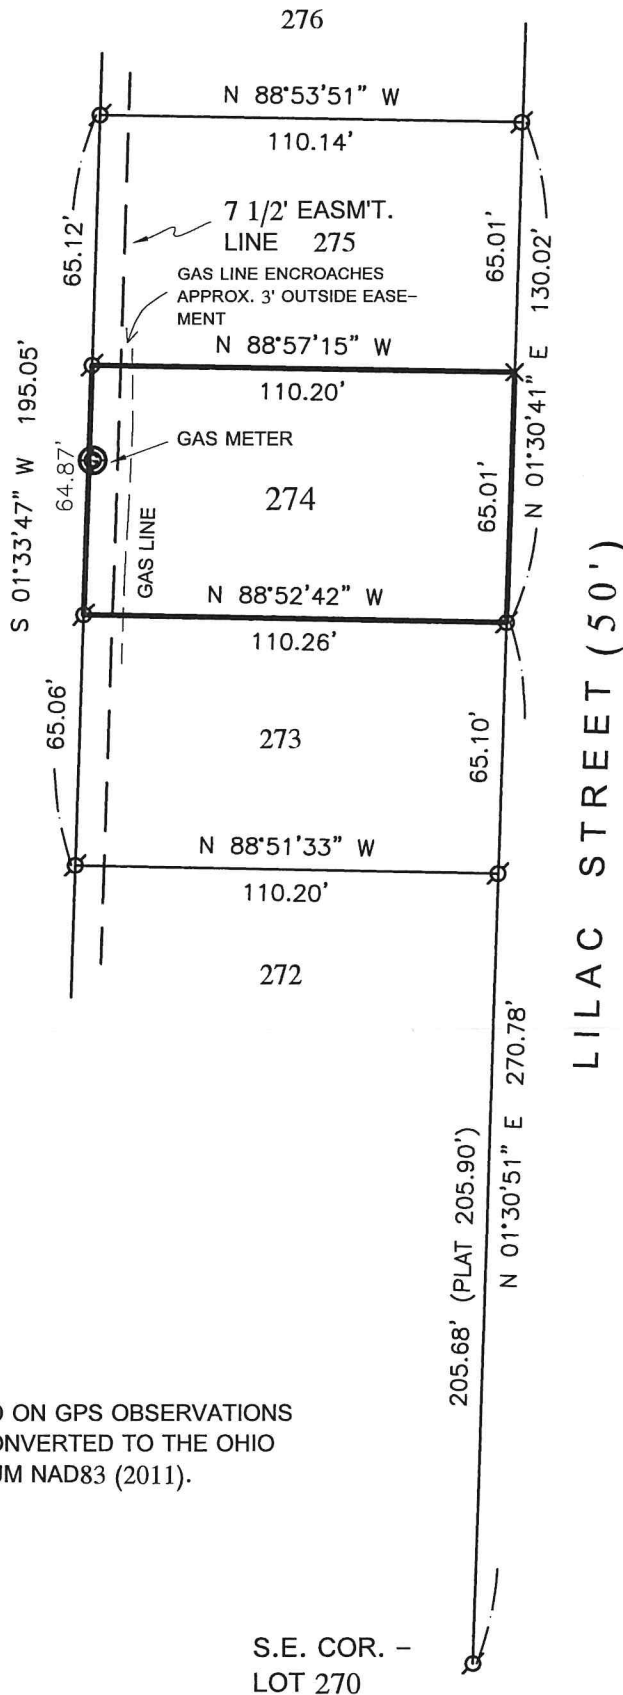 276
N 88°53'51" W
110.14'
65.12'
7 1/2' EASM'T.
LINE 275
65.01'
N 01°30'41" E 130.02'
GAS LINE ENCROACHES
APPROX. 3' OUTSIDE EASE-
MENT
N 88°57'15" W
110.20'
S 01°33'47" W 195.05'
64.87'
G
GAS METER
274
65.01'
GAS LINE
N 88°52'42" W
110.26'
65.06'
273
65.10'
LILAC STREET (50')
N 88°51'33" W
110.20'
272
N 01°30'51" E 270.78'
205.68' (PLAT 205.90')
ON GPS OBSERVATIONS
ONVERTED TO THE OHIO
UM NAD83 (2011).
S.E. COR. -
LOT 270